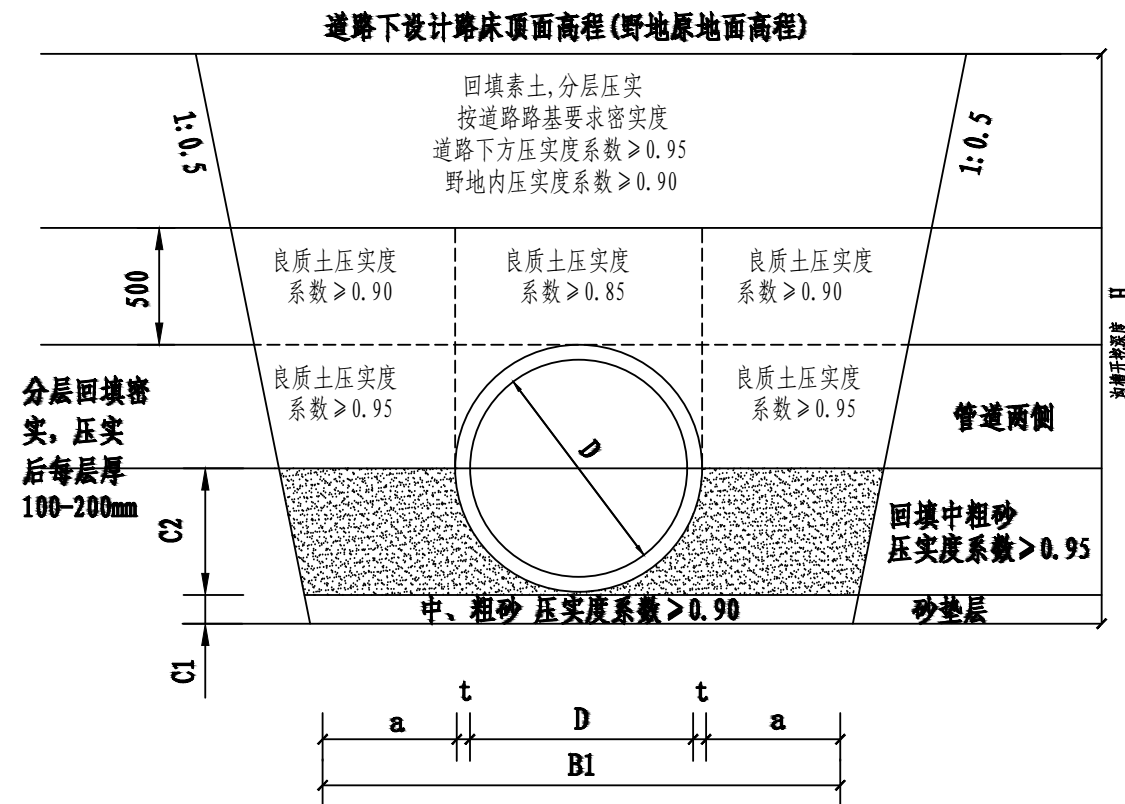 道路下设计路床顶面高程(野地原地面高程)
回填素土,分层压实
按道路路基要求密实度
道路下方压实度系数≥0.95
野地内压实度系数≥0.90
1:0.5
1:0.5
500
良质土压实度
系数≥0.90
良质土压实度
系数≥0.85
良质土压实度
系数≥0.90
沟槽开挖深度 H
分层回填密
实，压实
后每层厚
100-200mm
良质土压实度
系数≥0.95
D
良质土压实度
系数≥0.95
管道两侧
C2
回填中粗砂
压实度系数≥0.95
中、粗砂 压实度系数≥0.90
砂垫层
C1
t
t
a
D
a
B1